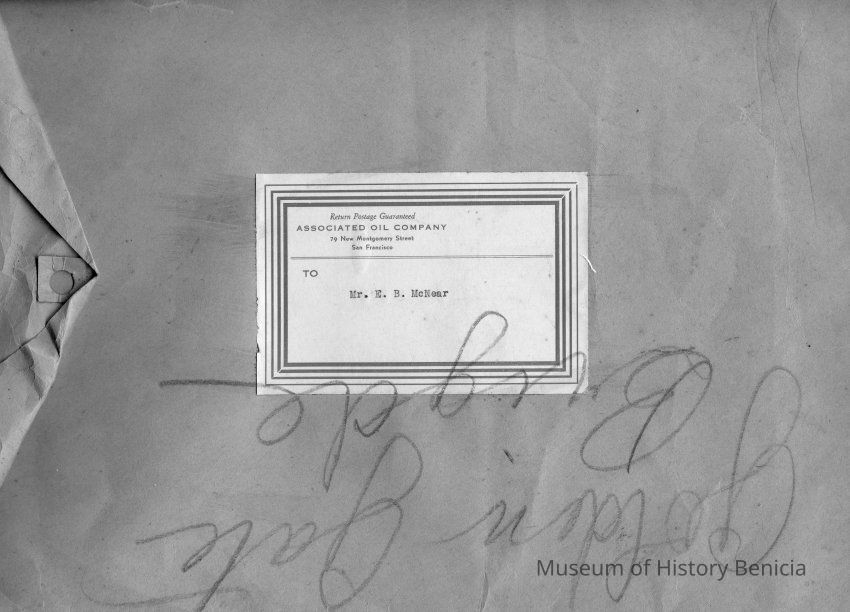 Return Postage Guaranteed
ASSOCIATED OIL COMPANY
79 New Montgomery Street
San Francisco
TO
Mr. E. B. McNear
Golden Gate
Brigde
Museum of History Benicia